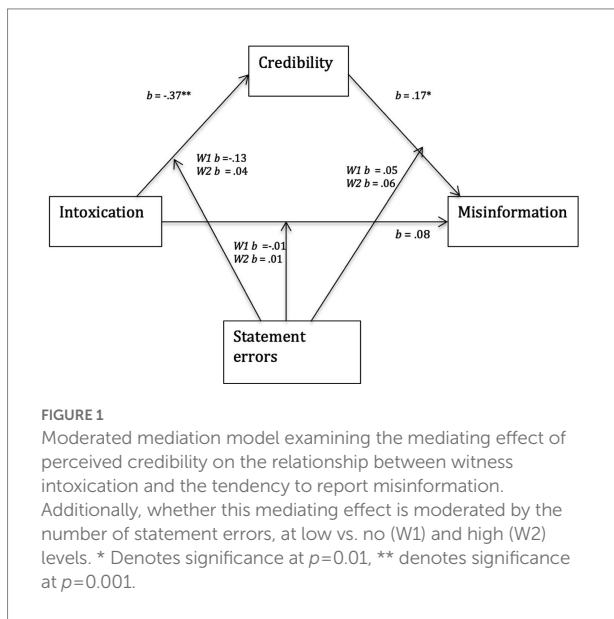 Credibility
b = -.37**
b = .17*
W1 b =-.13
W2 b = .04
W1 b = .05
W2 b = .06
Intoxication
Misinformation
b = .08
W1 b =-.01
W2 b = .01
Statement
errors
FIGURE 1
Moderated mediation model examining the mediating effect of
perceived credibility on the relationship between witness
intoxication and the tendency to report misinformation.
Additionally, whether this mediating effect is moderated by the
number of statement errors, at low vs. no (W1) and high (W2)
levels. * Denotes significance at p=0.01, ** denotes significance
at p=0.001.